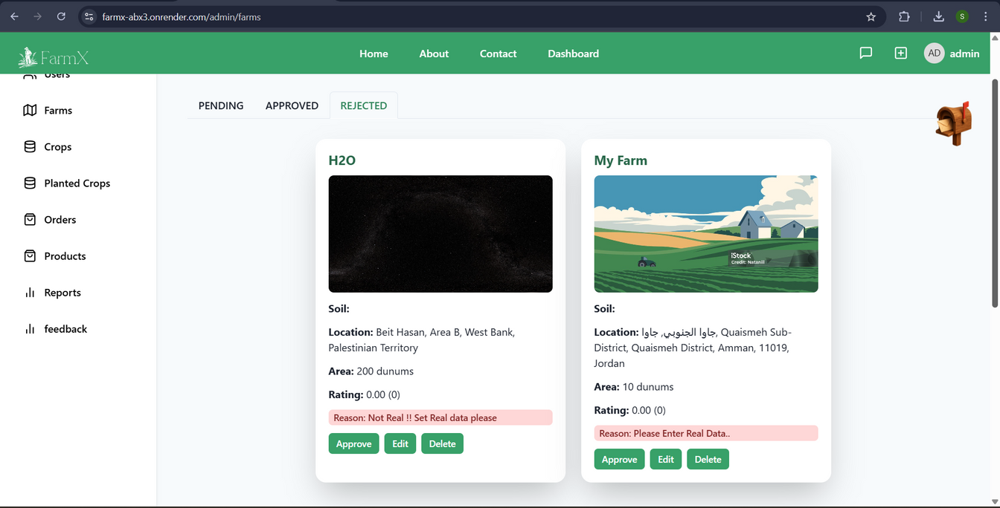 farmx-abx3.onrender.com/admin/farms
S
FarmX
Home
About
Contact
Dashboard
AD
admin
Users
Farms
Crops
Planted Crops
Orders
Products
Reports
feedback
PENDING
APPROVED
REJECTED
H2O
Soil:
Location: Beit Hasan, Area B, West Bank,
Palestinian Territory
Area: 200 dunums
Rating: 0.00 (0)
Reason: Not Real !! Set Real data please
Approve
Edit
Delete
My Farm
iStock
Credit: Nataniil
Soil:
Location: جاوا الجنوبي, جاوا, Quaismeh Sub-
District, Quaismeh District, Amman, 11019,
Jordan
Area: 10 dunums
Rating: 0.00 (0)
Reason: Please Enter Real Data..
Approve
Edit
Delete